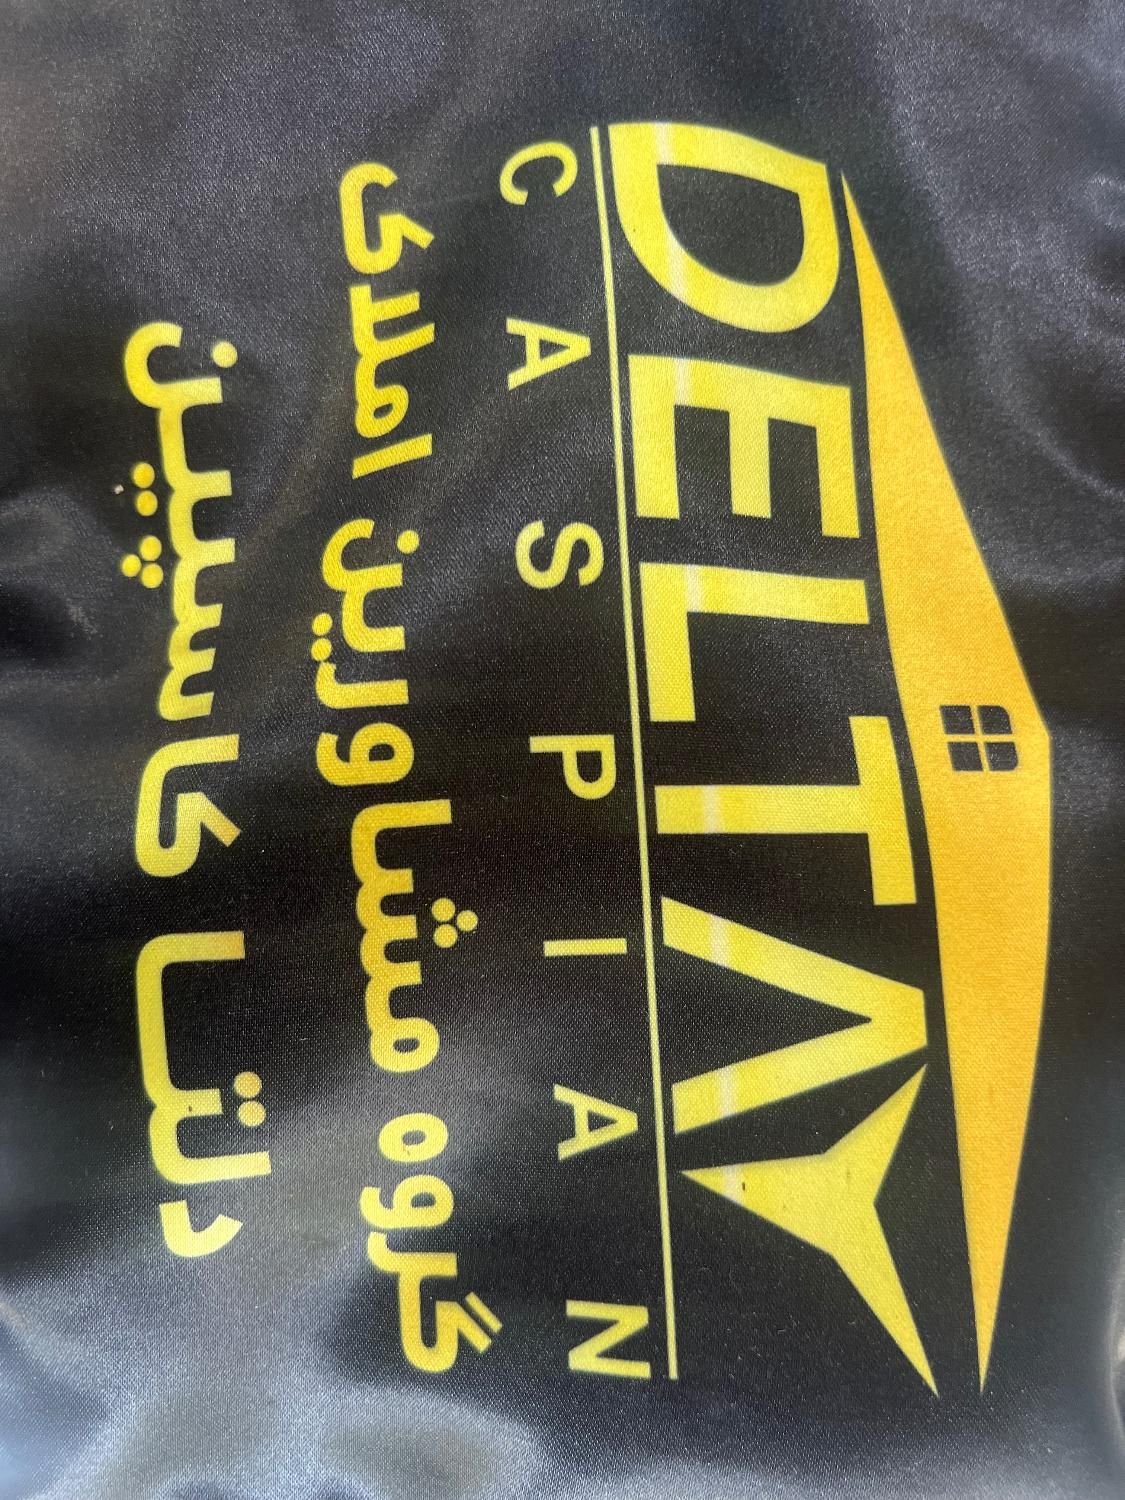 DELTA
CASPIAN
گروه مشاورین املاک
دلتا کاسپین